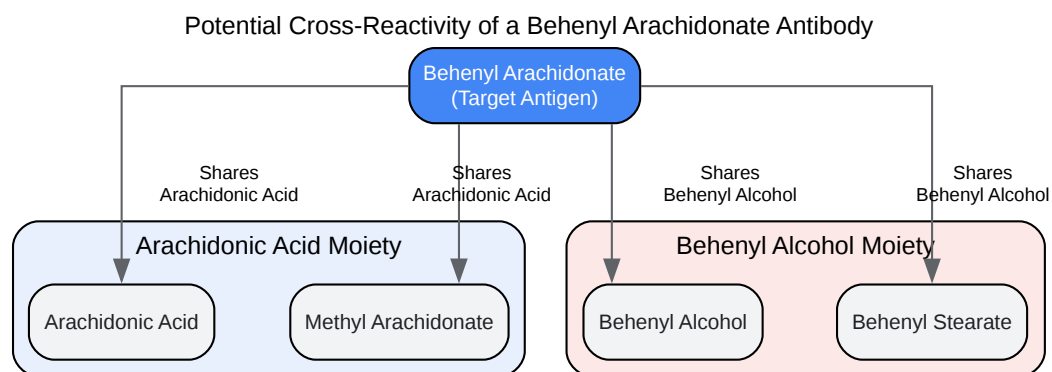 Potential Cross-Reactivity of a Behenyl Arachidonate Antibody
Behenyl Arachidonate
(Target Antigen)
Shares
Arachidonic Acid
Shares
Arachidonic Acid
Shares
Behenyl Alcohol
Shares
Behenyl Alcohol
Arachidonic Acid Moiety
Behenyl Alcohol Moiety
Arachidonic Acid
Methyl Arachidonate
Behenyl Alcohol
Behenyl Stearate